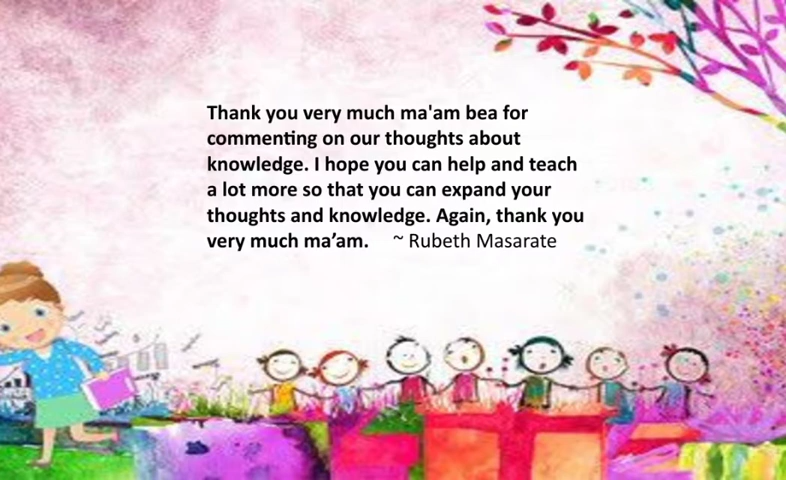 Thank you very much ma'am bea for
commenting on our thoughts about
knowledge. I hope you can help and teach
a lot more so that you can expand your
thoughts and knowledge. Again, thank you
very much ma’am. ~ Rubeth Masarate